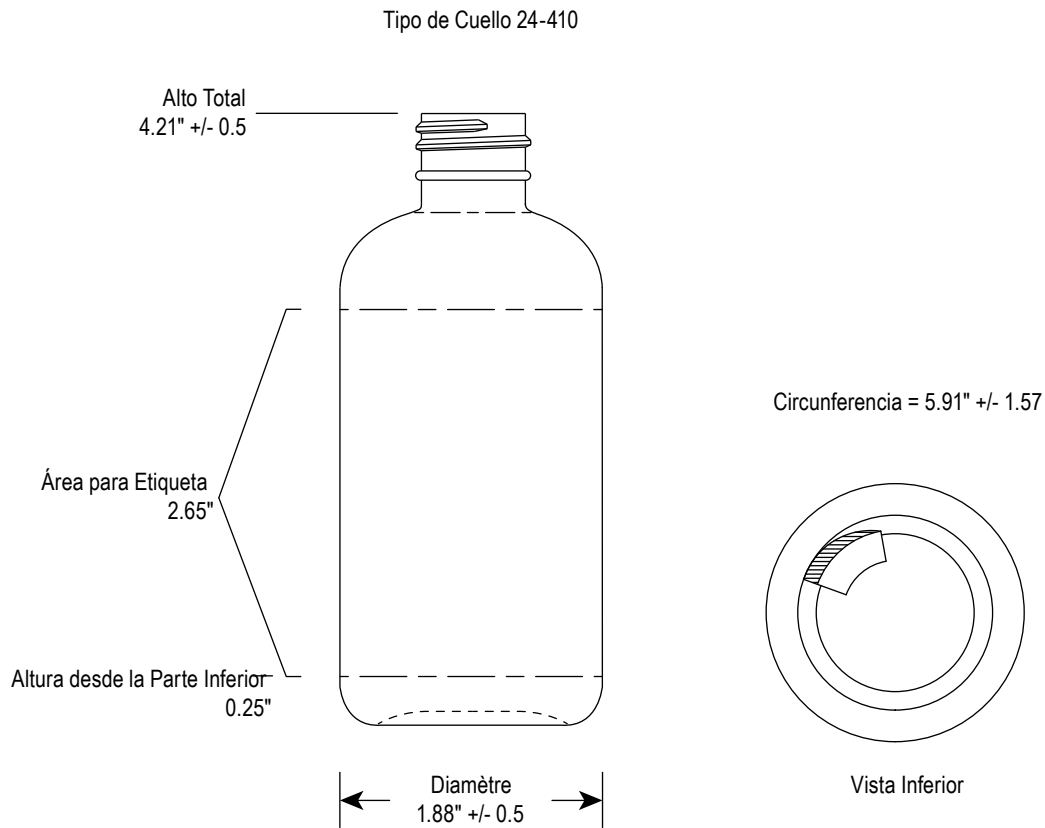 Tipo de Cuello 24-410
Alto Total
4.21" +/- 0.5
Área para Etiqueta
2.65"
Circunferencia = 5.91" +/- 1.57
Altura desde la Parte Inferior
0.25"
Diamètre
1.88" +/- 0.5
Vista Inferior